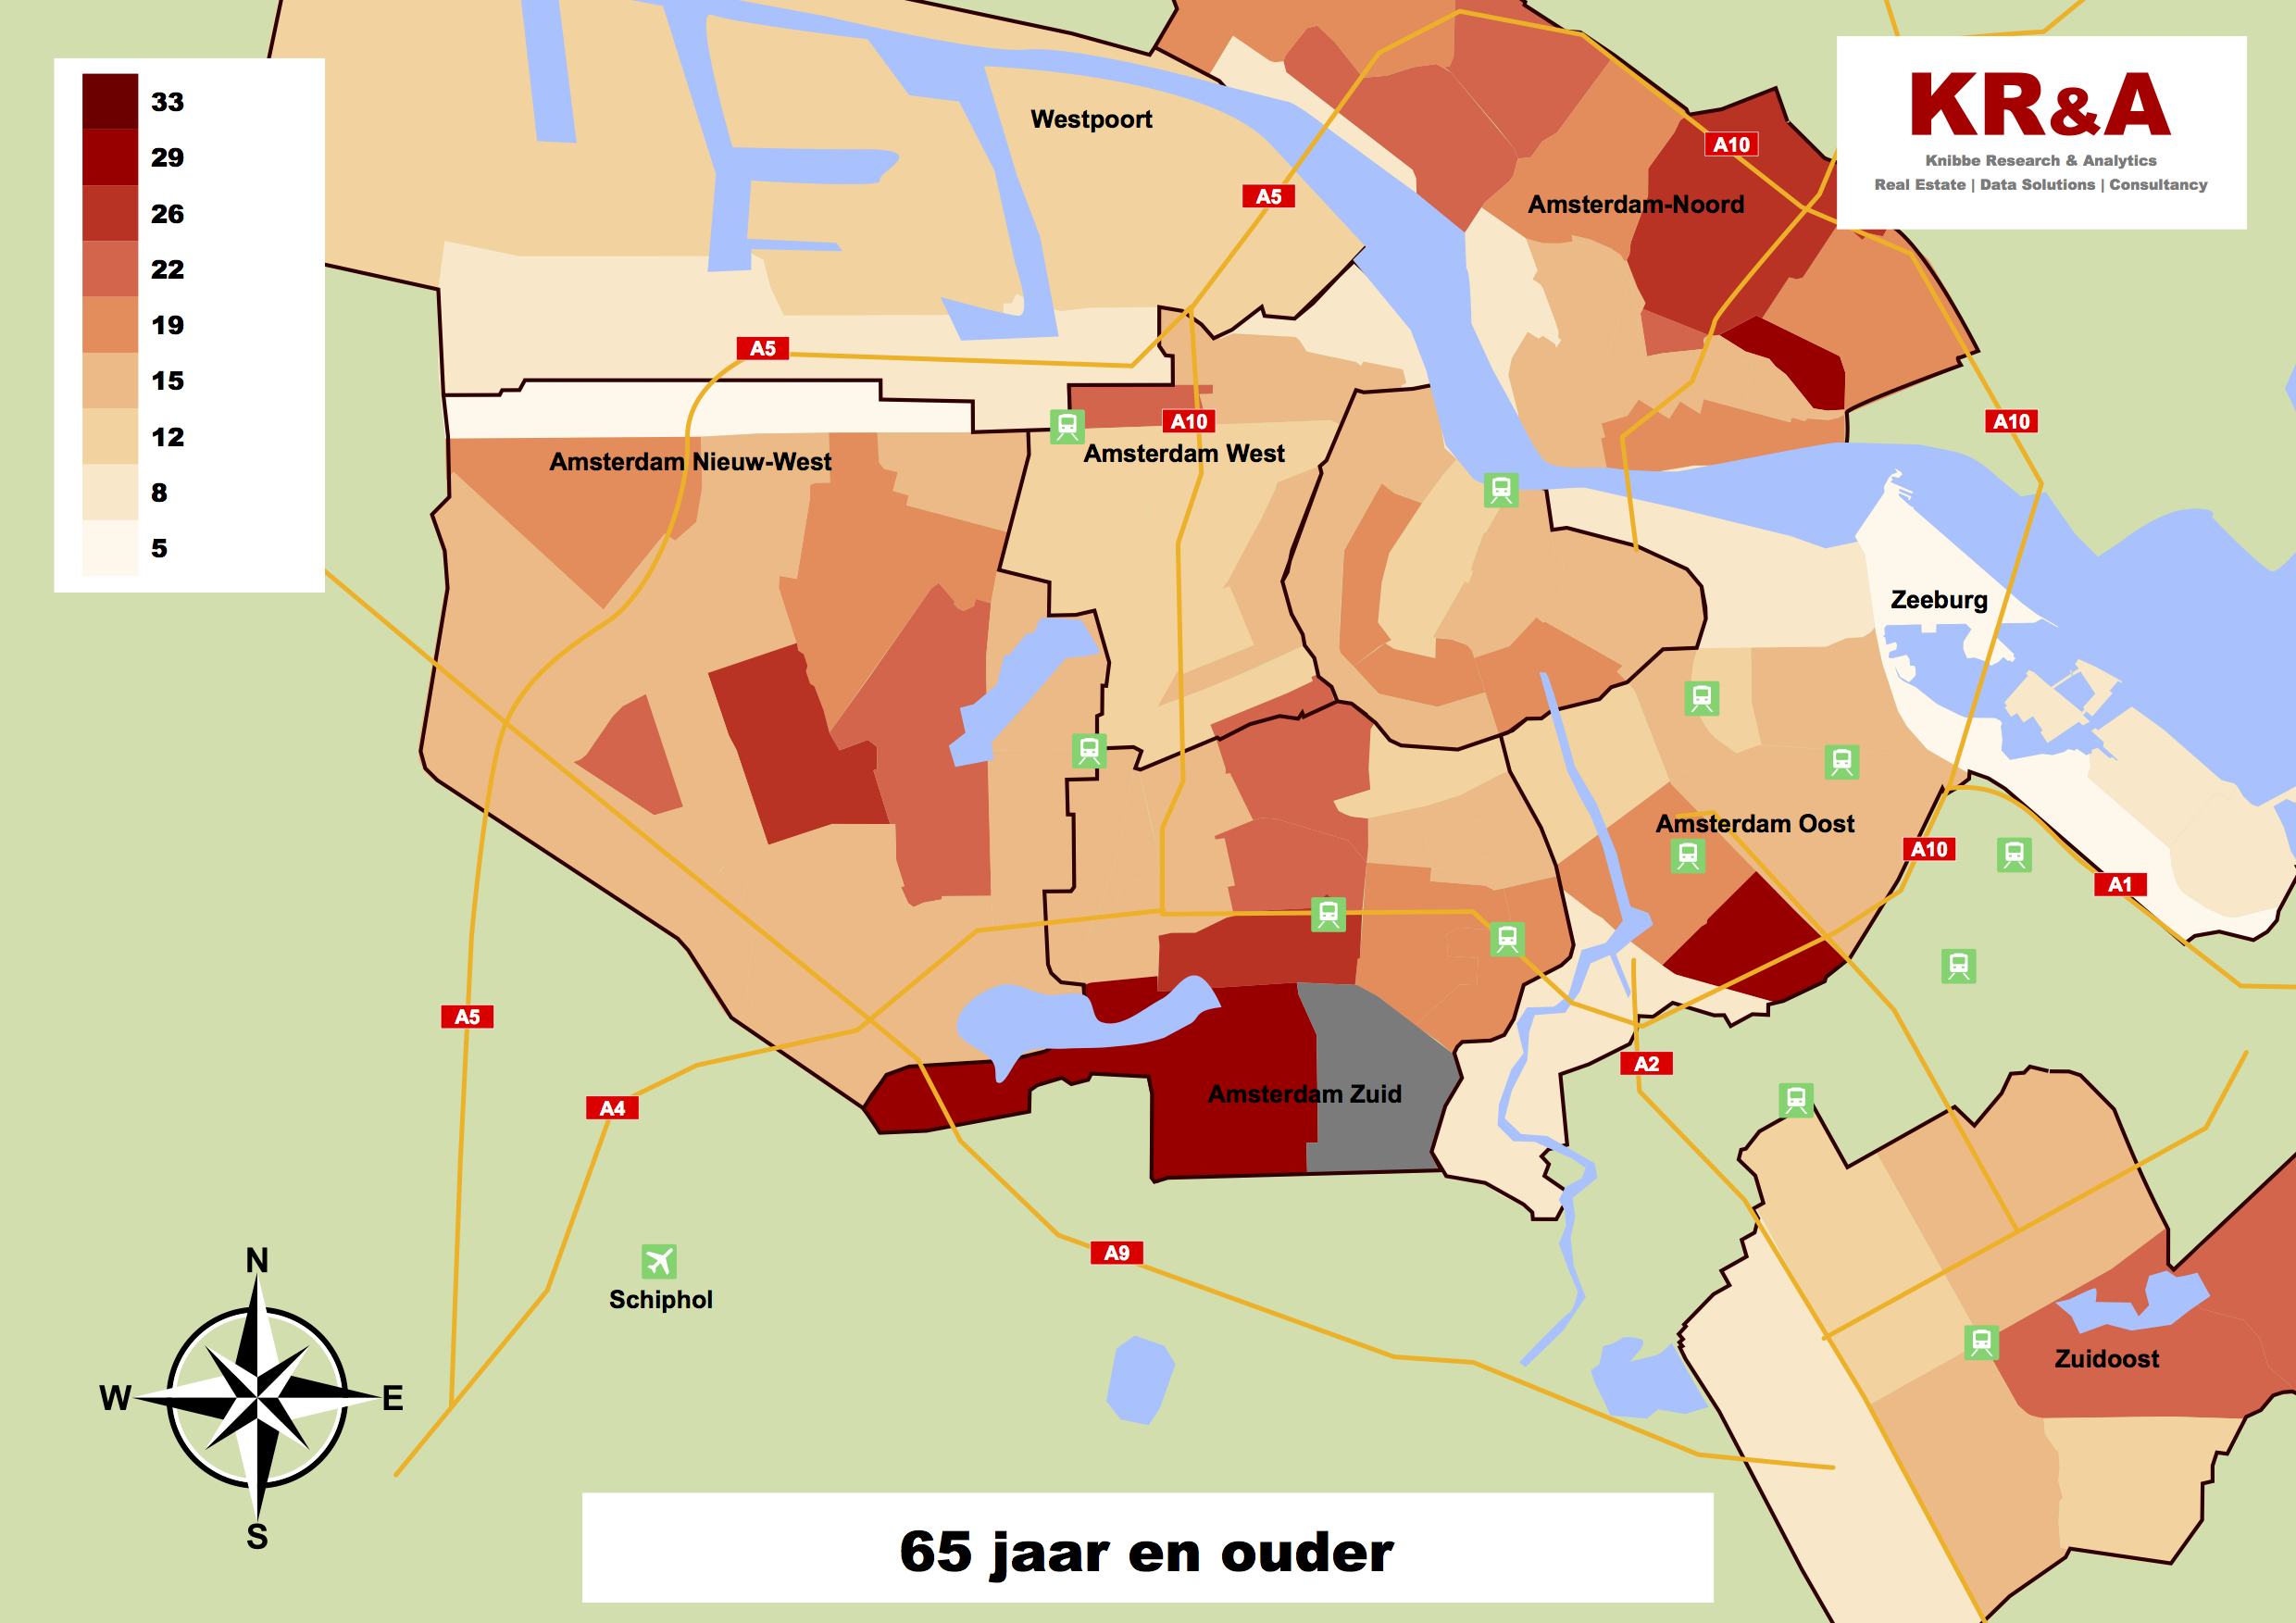 33
29
26
22
19
15
12
8
5
KR&A
Knibbe Research & Analytics
Real Estate | Data Solutions | Consultancy
Westpoort
A10
A5
Amsterdam-Noord
A5
A10
A10
Amsterdam West
Amsterdam Nieuw-West
Zeeburg
Amsterdam Oost
A10
A1
A5
A2
Amsterdam Zuid
A4
A9
Schiphol
Zuidoost
N
W
E
S
65 jaar en ouder